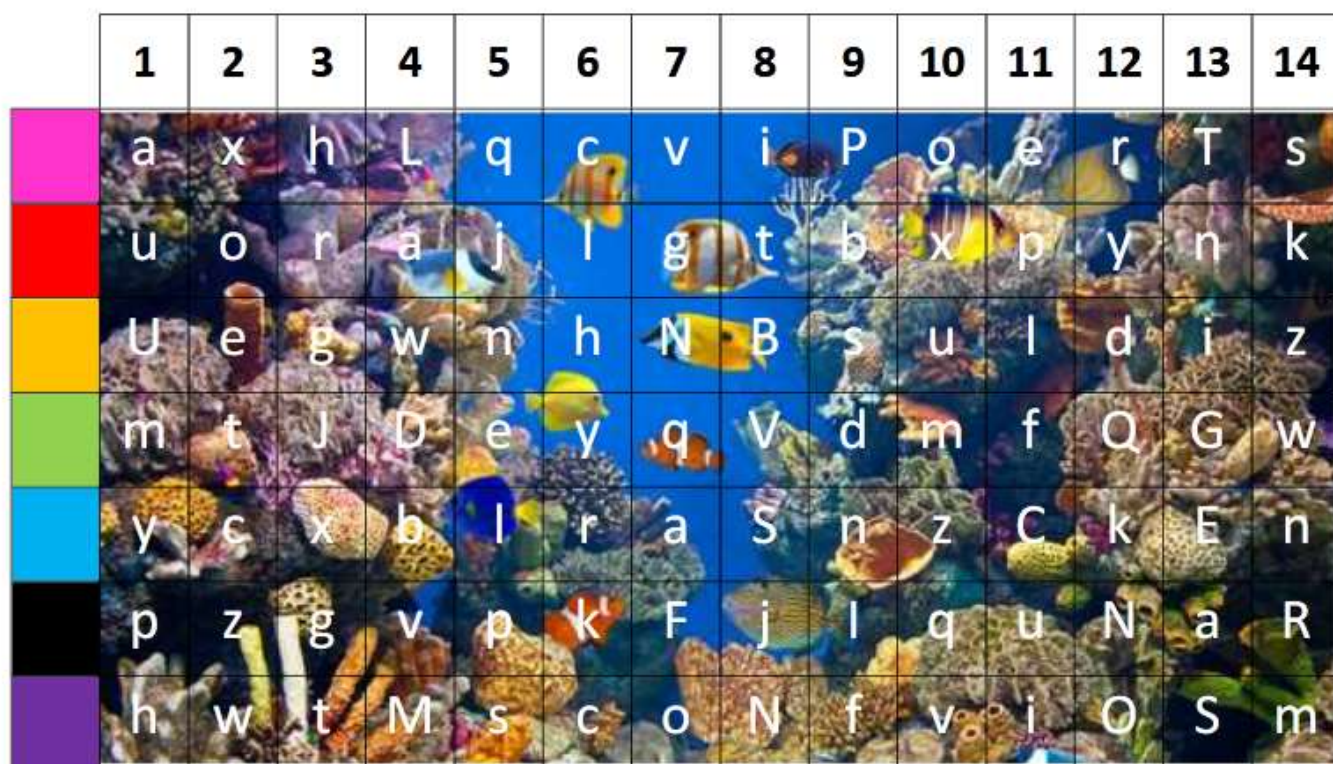 1 2 3 4 5 6 7 8 9 10 11 12 13 14
a x h L q c v i P o e r T s
u o r a j l g t b x p y n k
U e g w n h N B s u l d i z
m t J D e y q V d m f Q G w
y c x b l r a S n z C k E n
p z g v p k F j I q u N a R
h w t M s c o N f v i O S m